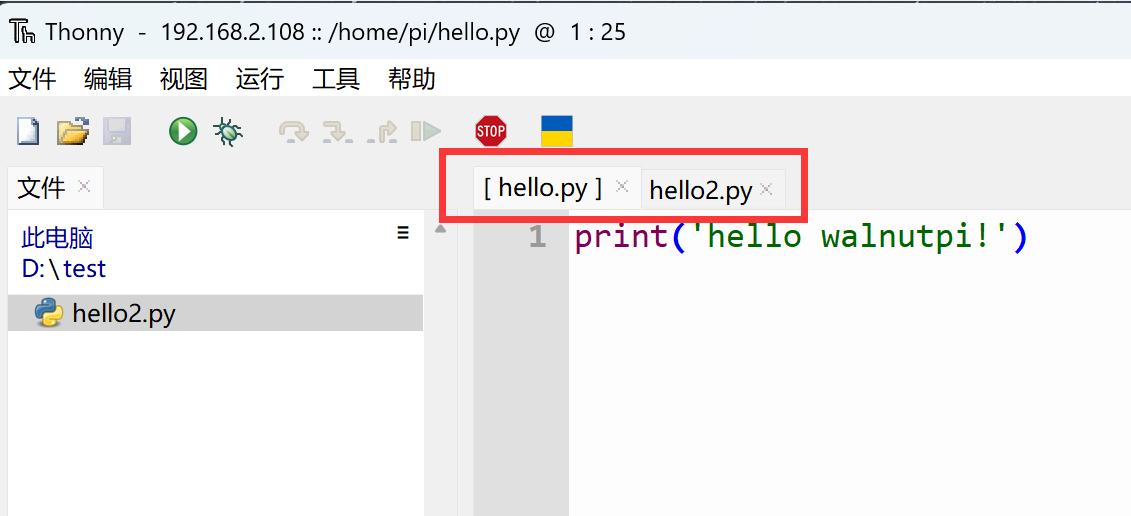 Thonny - 192.168.2.108 :: /home/pi/hello.py @ 1 : 25
文件 编辑 视图 运行 工具 帮助
STOP
文件 [ hello.py ] hello2.py
此电脑
D:\test
hello2.py
1 print('hello walnutpi!')